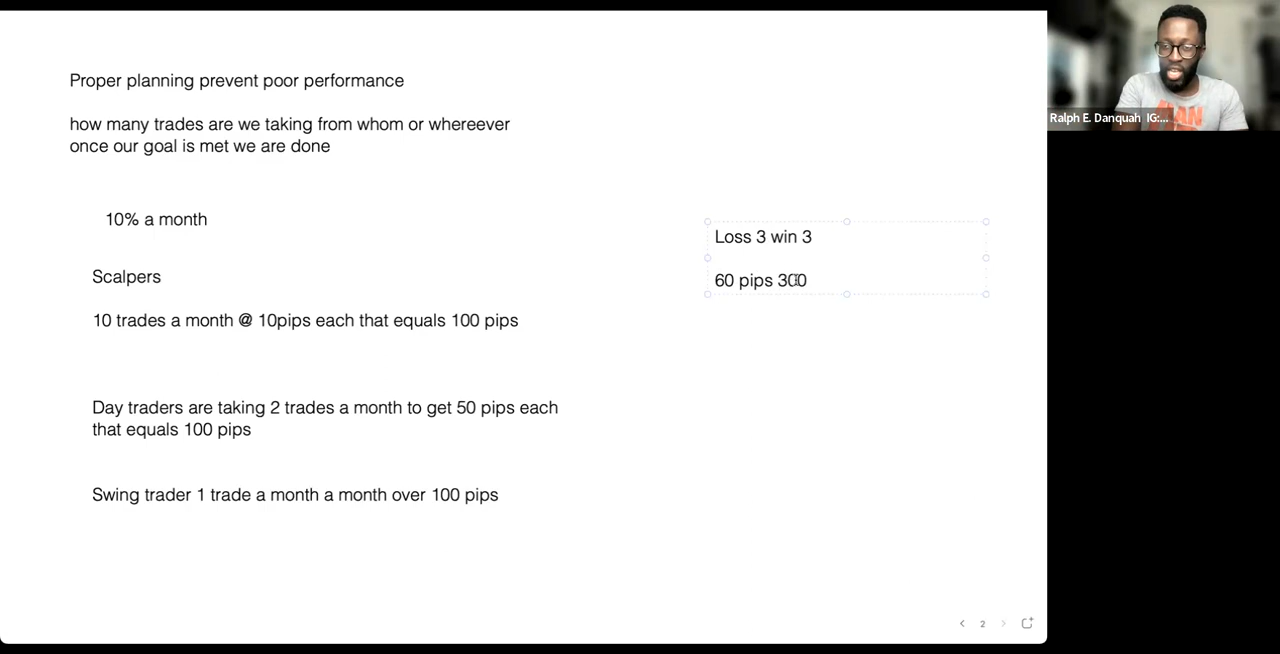 Proper planning prevent poor performance
how many trades are we taking from whom or whereever
once our goal is met we are done
10% a month
Scalpers
10 trades a month @ 10pips each that equals 100 pips
Day traders are taking 2 trades a month to get 50 pips each
that equals 100 pips
Swing trader 1 trade a month a month over 100 pips
Loss 3 win 3
60 pips 300
Ralph E. Danquah IG:...
2